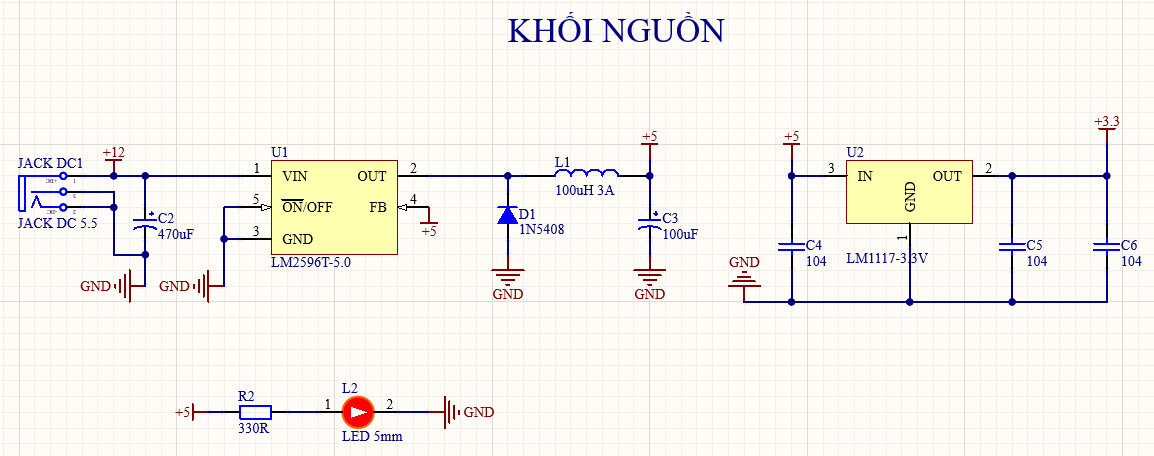 KHỐI NGUỒN
JACK DC1
JACK DC 5.5
+12
C2
470uF
GND
GND
U1
1
VIN
OUT
2
5
ON/OFF
FB
4
+5
3
GND
LM2596T-5.0
D1
1N5408
GND
L1
100uH 3A
+5
C3
100uF
GND
+5
U2
3
IN
OUT
2
GND
1
LM1117-3.3V
+3.3
C4
104
GND
C5
104
C6
104
+5
R2
330R
L2
1
2
LED 5mm
GND